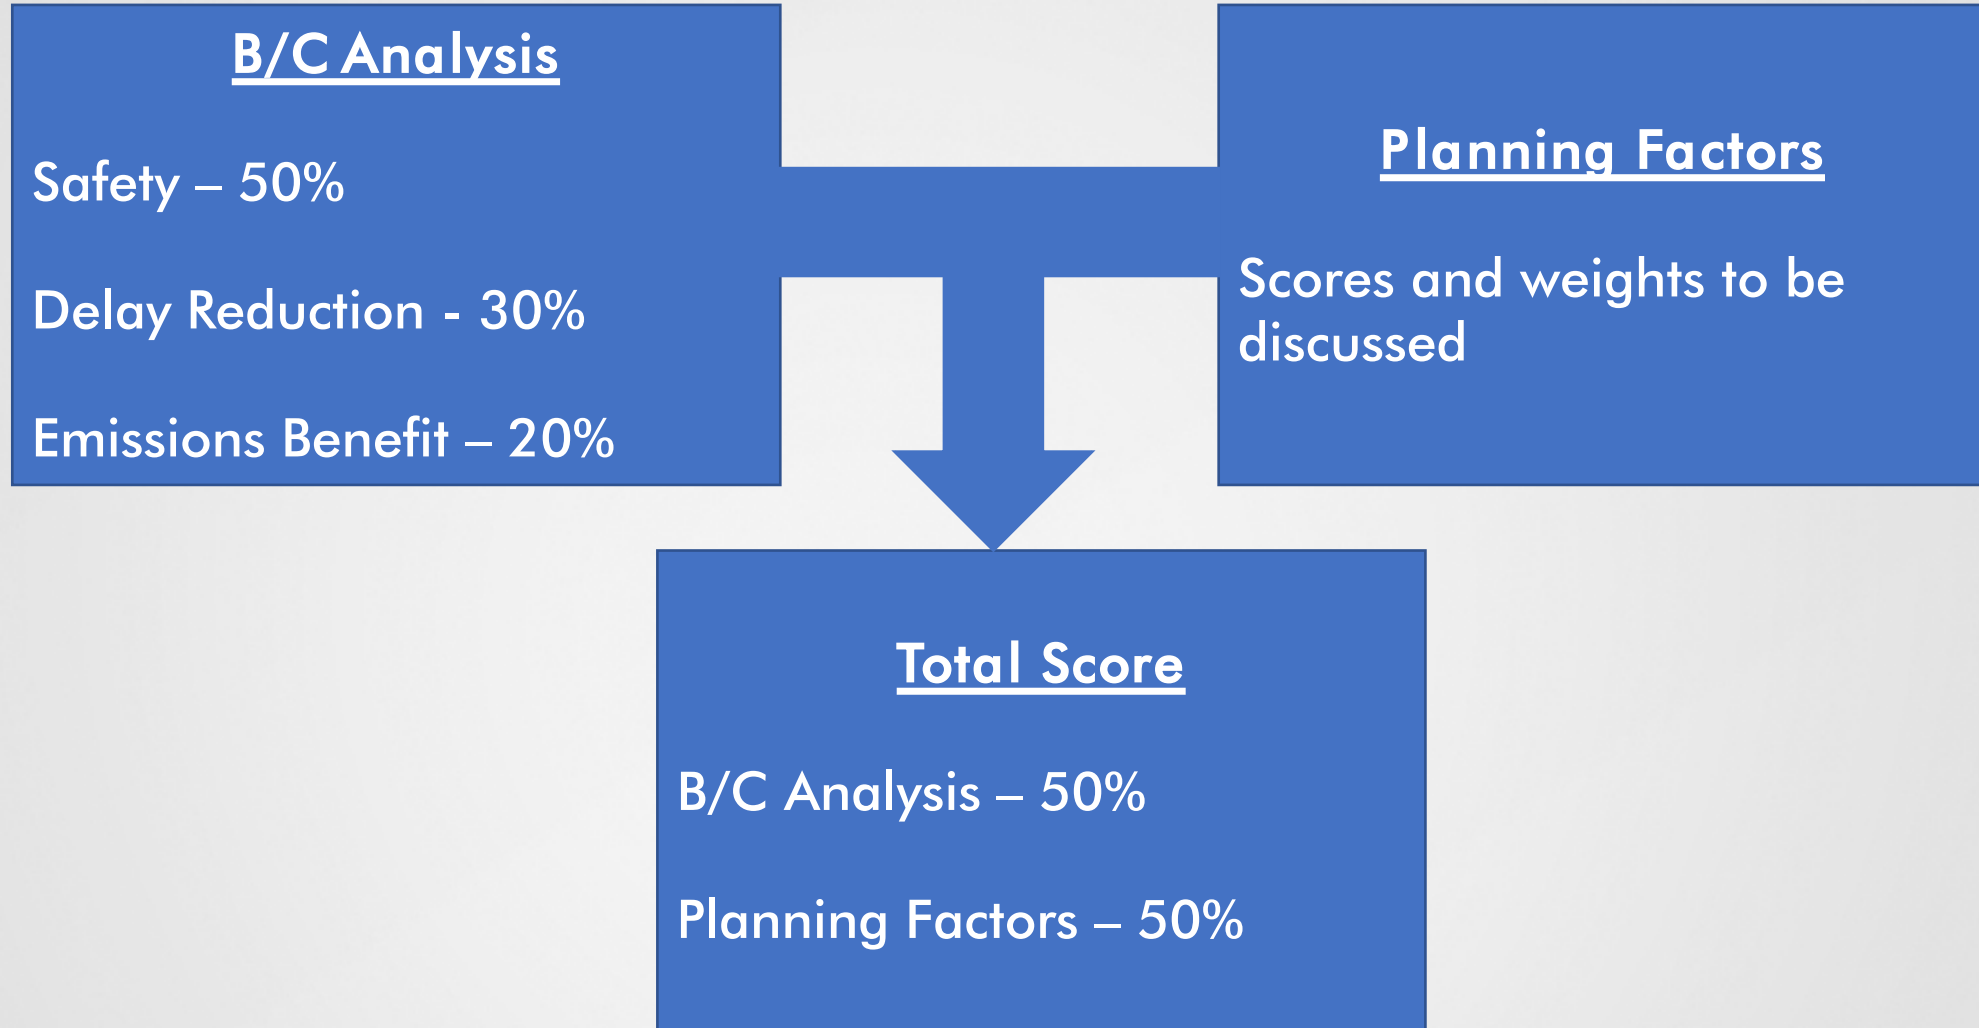 B/C Analysis
Safety – 50%
Delay Reduction - 30%
Emissions Benefit – 20%
Planning Factors
Scores and weights to be
discussed
Total Score
B/C Analysis – 50%
Planning Factors – 50%